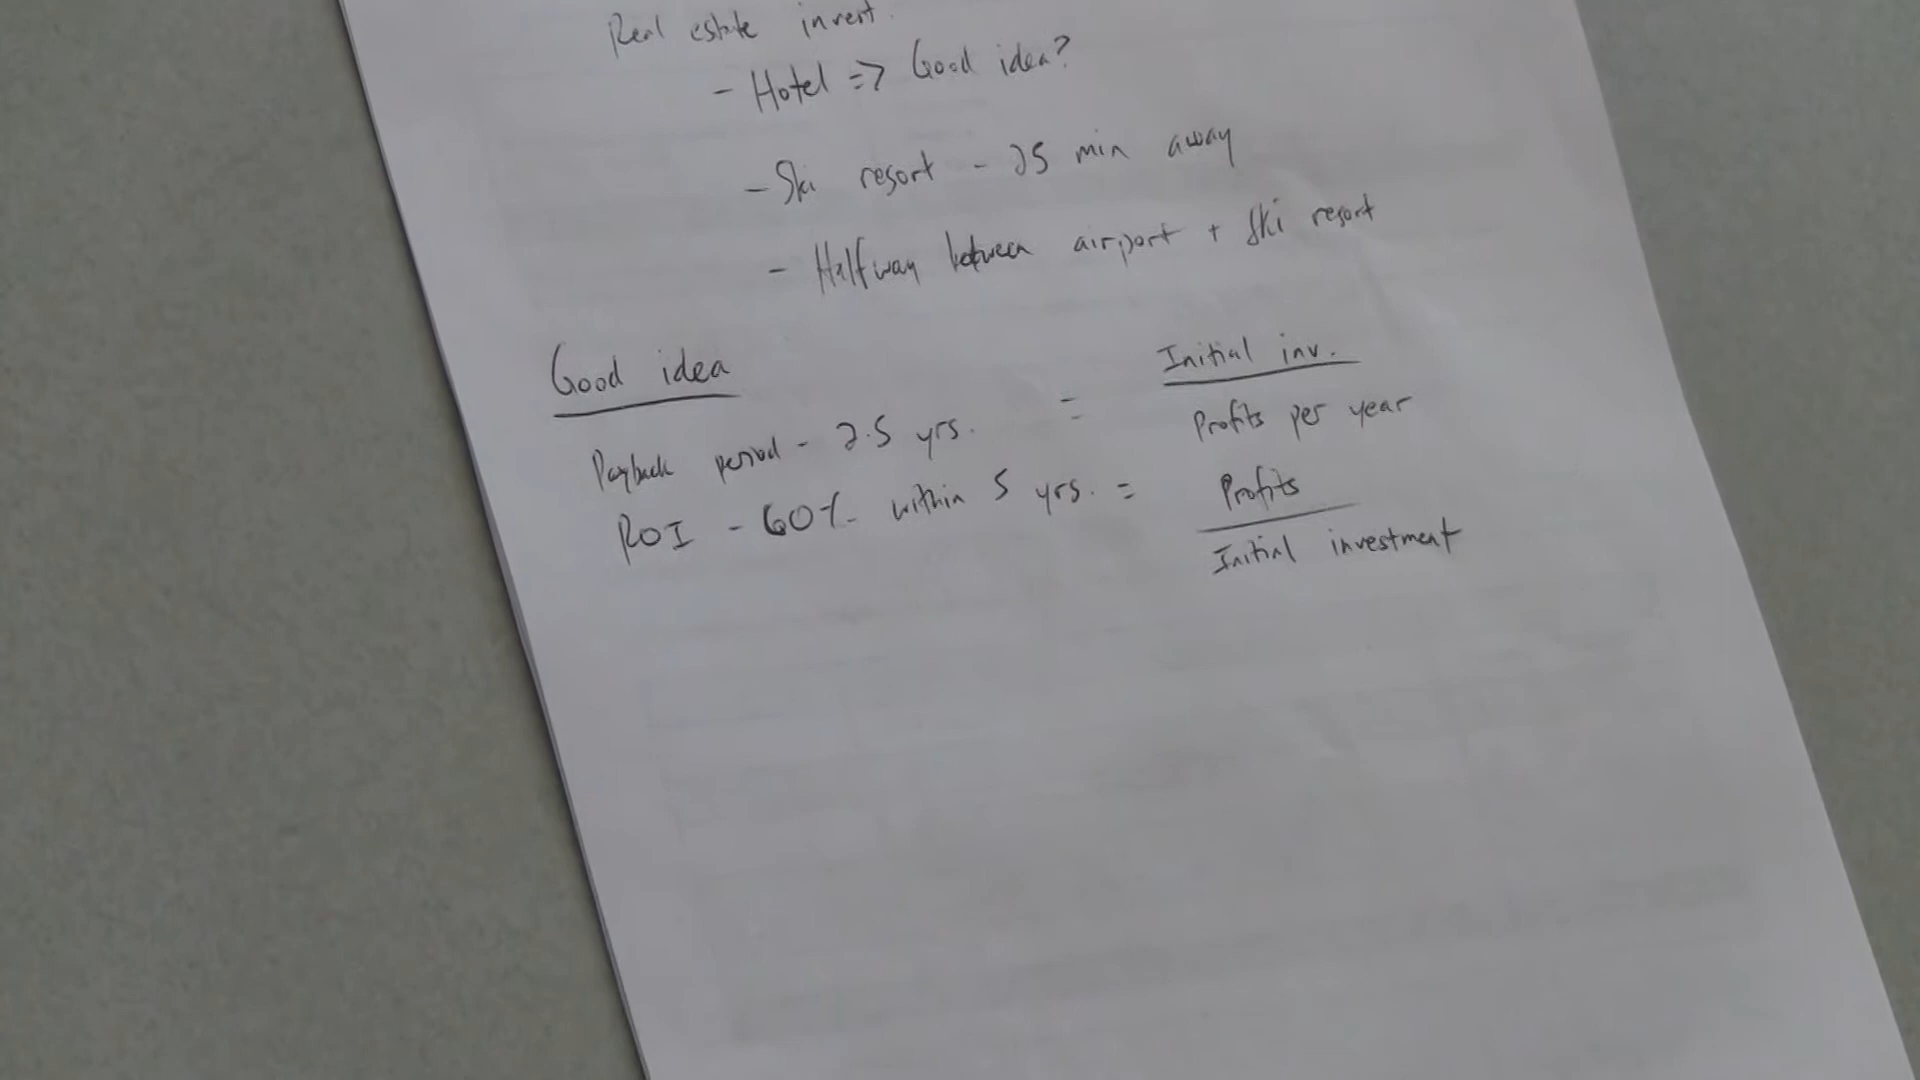 Real estate invest.
- Hotel => Good idea?
- Ski resort - 25 min away
- Halfway between airport + Ski resort
Good idea
Payback period - 2.5 yrs. = Initial inv. / Profits per year
ROI - 60% within 5 yrs. = Profits / Initial investment